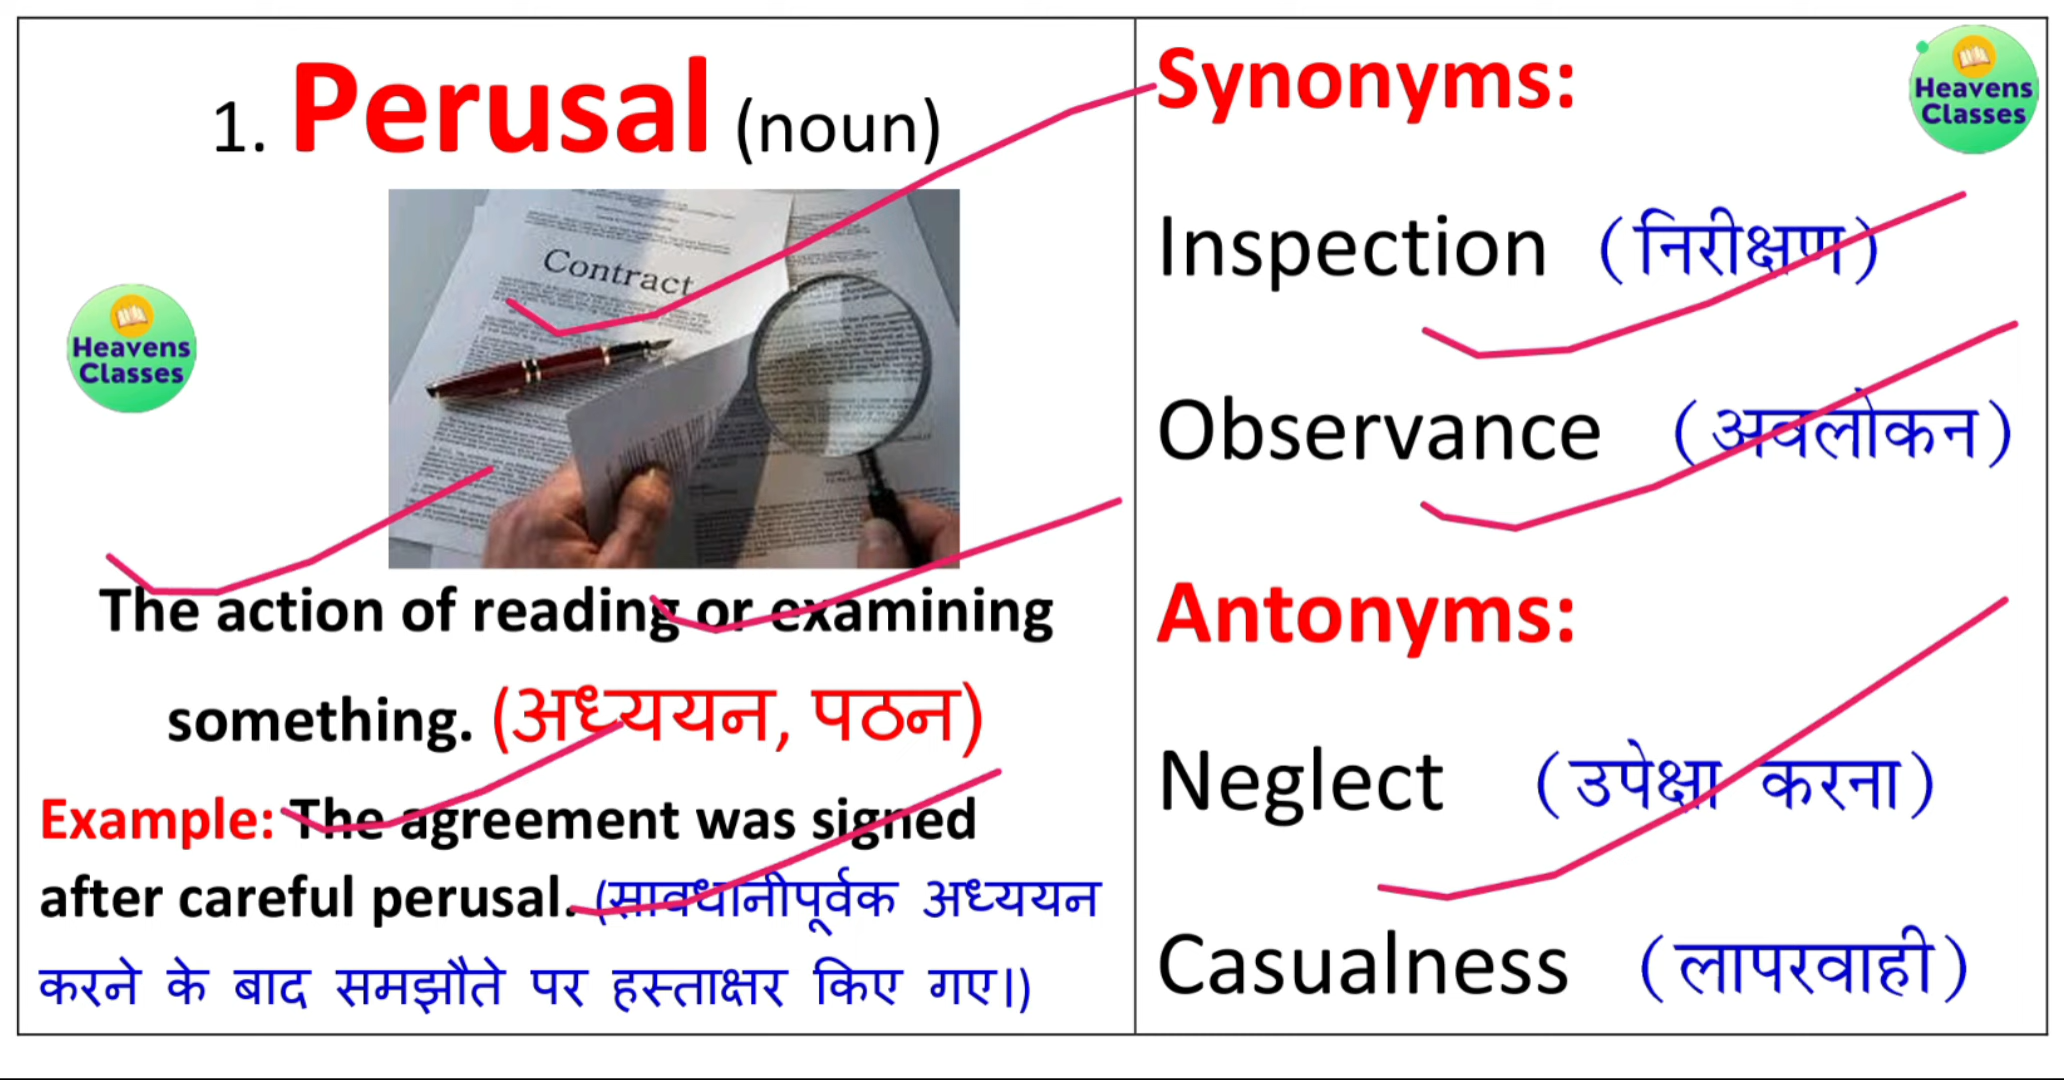 1. Perusal (noun)
Contract
Heavens
Classes
The action of reading or examining
something. (अध्ययन, पठन)
Example: The agreement was signed
after careful perusal. (सावधानीपूर्वक अध्ययन
करने के बाद समझौते पर हस्ताक्षर किए गए।)
Synonyms:
Heavens
Classes
Inspection (निरीक्षण)
Observance (अवलोकन)
Antonyms:
Neglect (उपेक्षा करना)
Casualness (लापरवाही)